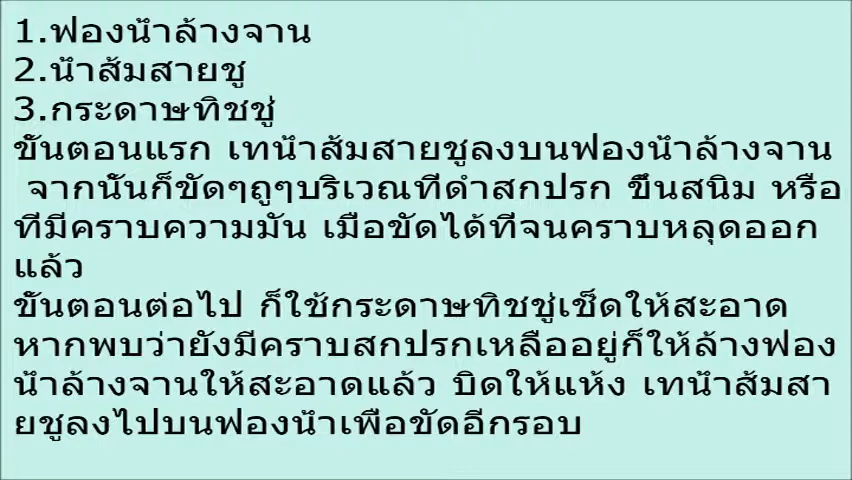 1.ฟองน้ำล้างจาน
2.น้ำส้มสายชู
3.กระดาษทิชชู่
ขั้นตอนแรก เทน้ำส้มสายชูลงบนฟองน้ำล้างจาน
จากนั้นก็ขัดๆถูๆบริเวณที่ดำสกปรก ขึ้นสนิม หรือ
ที่มีคราบความมัน เมื่อขัดได้ที่จนคราบหลุดออก
แล้ว
ขั้นตอนต่อไป ก็ใช้กระดาษทิชชู่เช็ดให้สะอาด
หากพบว่ายังมีคราบสกปรกเหลืออยู่ก็ให้ล้างฟอง
น้ำล้างจานให้สะอาดแล้ว บิดให้แห้ง เทน้ำส้มสา
ยชูลงไปบนฟองน้ำเพื่อขัดอีกรอบ